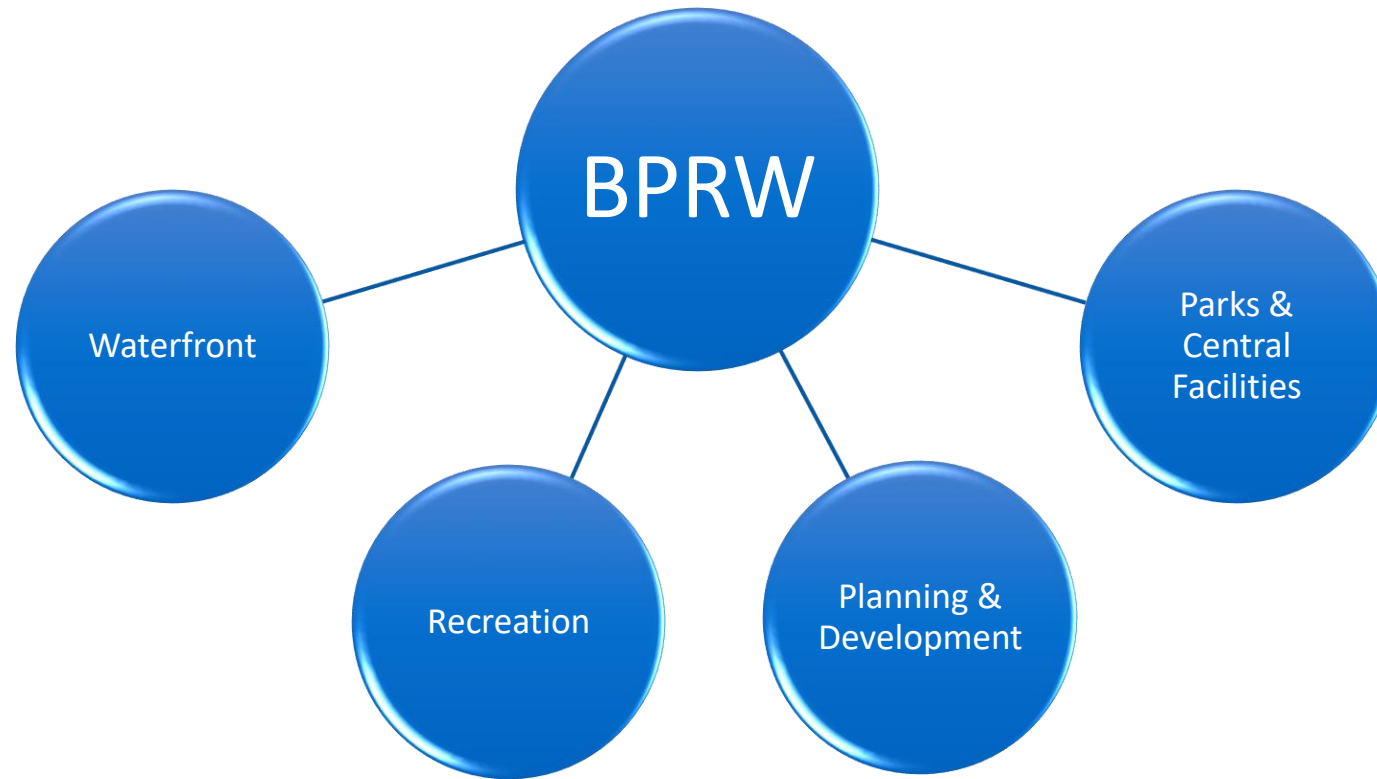 BPRW
Waterfront
Parks &
Central
Facilities
Recreation
Planning &
Development